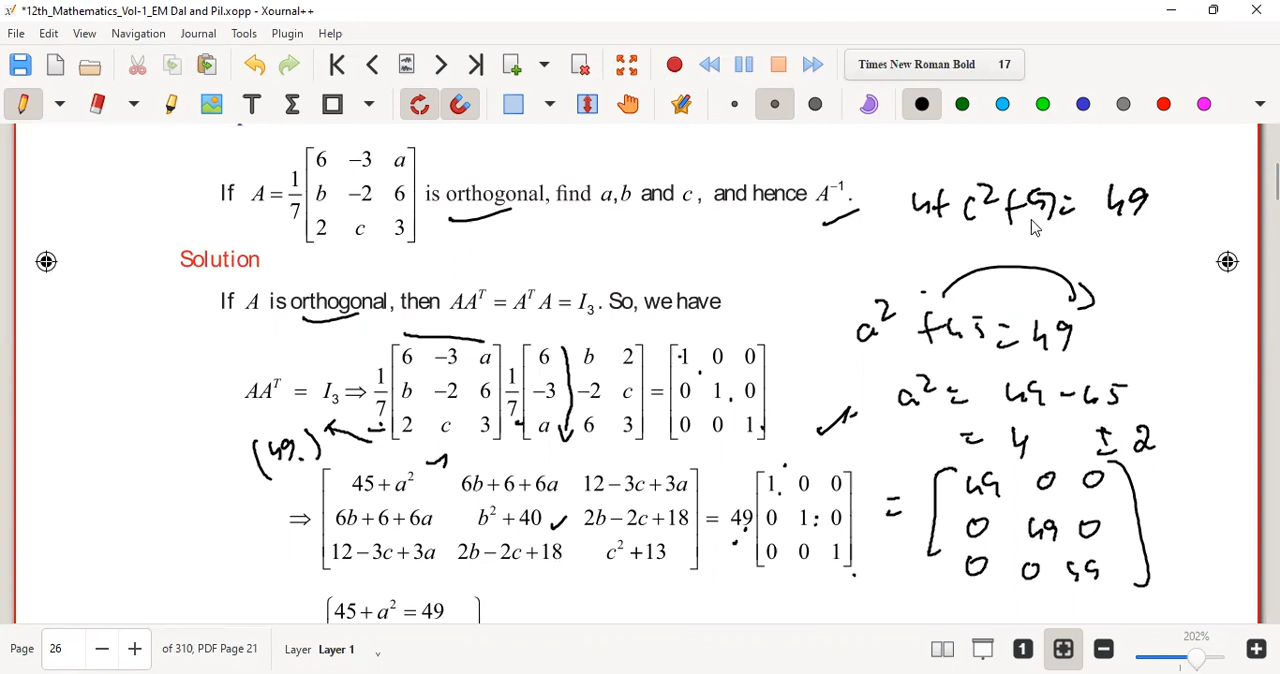 *12th_Mathematics_Vol-1_EM Dal and Pil.xopp - Xournal++
File Edit View Navigation Journal Tools Plugin Help
Times New Roman Bold 17
If A = 1/7 [6 −3 a; b −2 6; 2 c 3] is orthogonal, find a, b and c, and hence A⁻¹.
4+ c² +9 = 49
Solution
If A is orthogonal, then AAᵀ = AᵀA = I₃. So, we have
a² +45 = 49
AAᵀ = I₃ ⇒ 1/7 [6 −3 a; b −2 6; 2 c 3] 1/7 [6 b 2; −3 −2 c; a 6 3] = [1 0 0; 0 1 0; 0 0 1]
a² = 49 - 45
= 4 ± 2
(49.)
⇒ [45 + a² 6b + 6 + 6a 12 − 3c + 3a; 6b + 6 + 6a b² + 40 2b − 2c + 18; 12 − 3c + 3a 2b − 2c + 18 c² + 13] = 49 [1 0 0; 0 1 0; 0 0 1]
= [49 0 0; 0 49 0; 0 0 49]
45 + a² = 49
Page 26 of 310, PDF Page 21 Layer Layer 1 1 202%